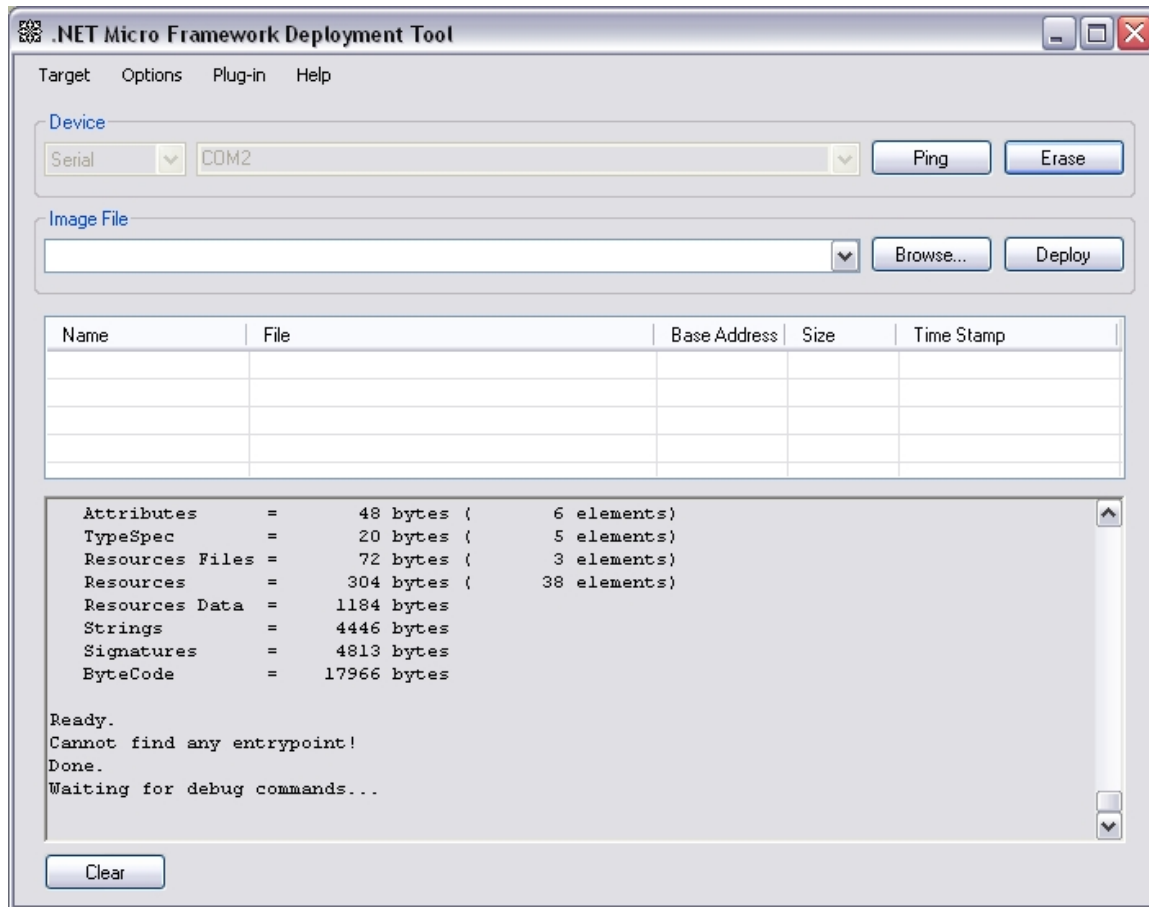 .NET Micro Framework Deployment Tool
Target Options Plug-in Help
Device
Serial COM2 Ping Erase
Image File
Browse... Deploy
Name File Base Address Size Time Stamp
Attributes = 48 bytes ( 6 elements)
TypeSpec = 20 bytes ( 5 elements)
Resources Files = 72 bytes ( 3 elements)
Resources = 304 bytes ( 38 elements)
Resources Data = 1184 bytes
Strings = 4446 bytes
Signatures = 4813 bytes
ByteCode = 17966 bytes
Ready.
Cannot find any entrypoint!
Done.
Waiting for debug commands...
Clear